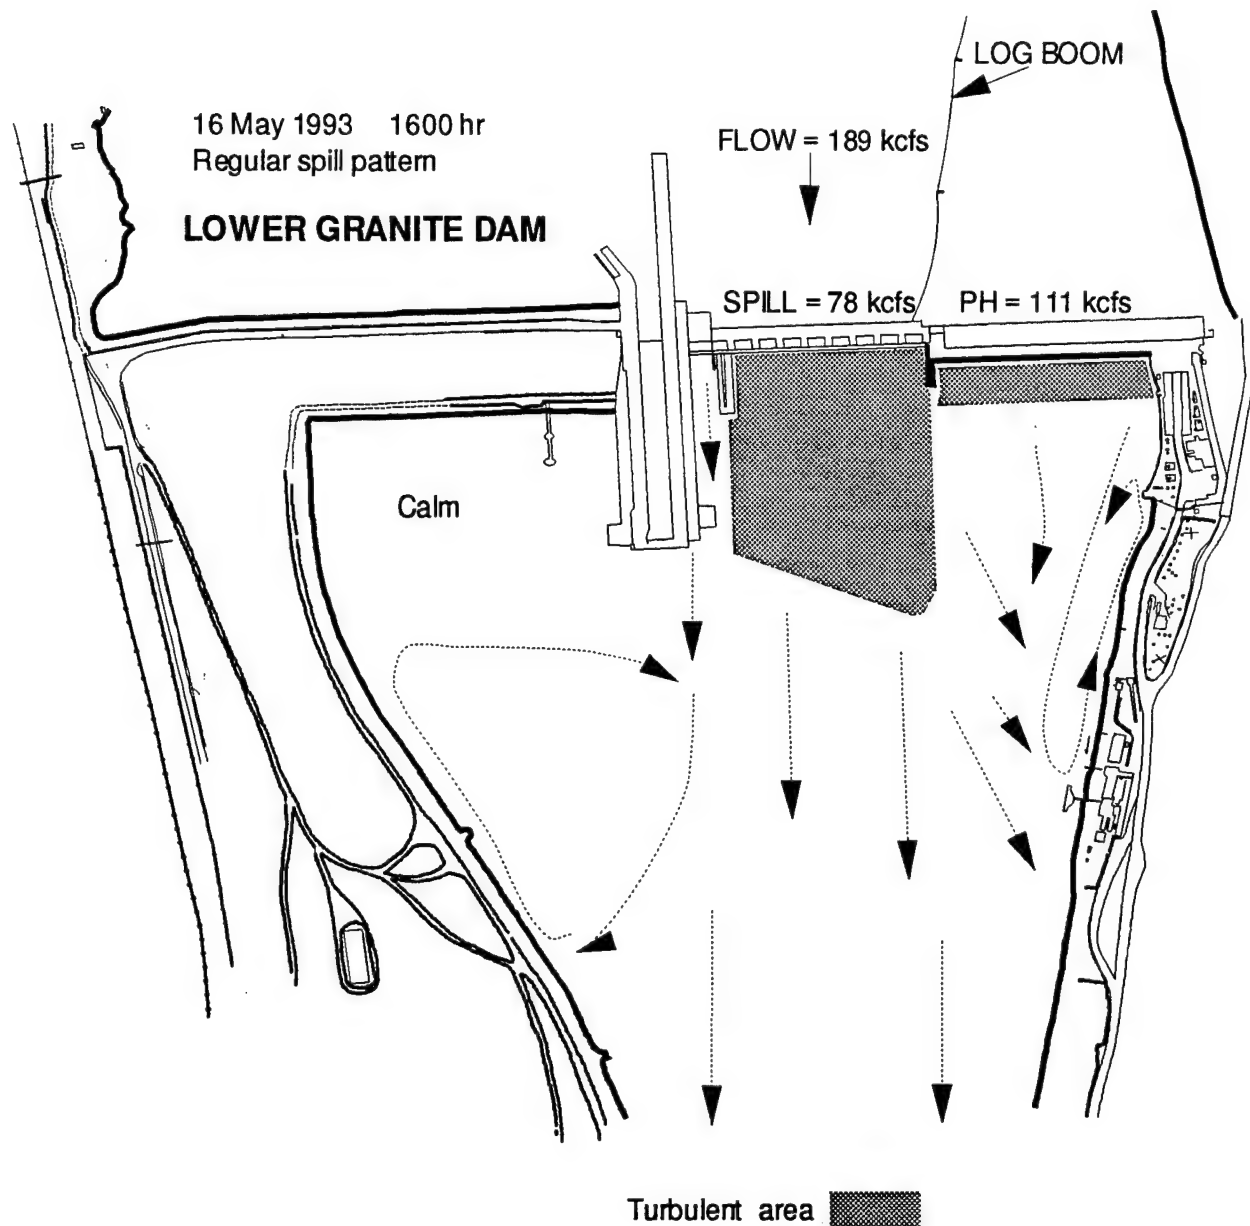 LOG BOOM
16 May 1993 1600 hr
FLOW = 189 kcfs
Regular spill pattern
LOWER GRANITE DAM
SPILL = 78 kcfs
PH = 111 kcfs
Calm
Turbulent area